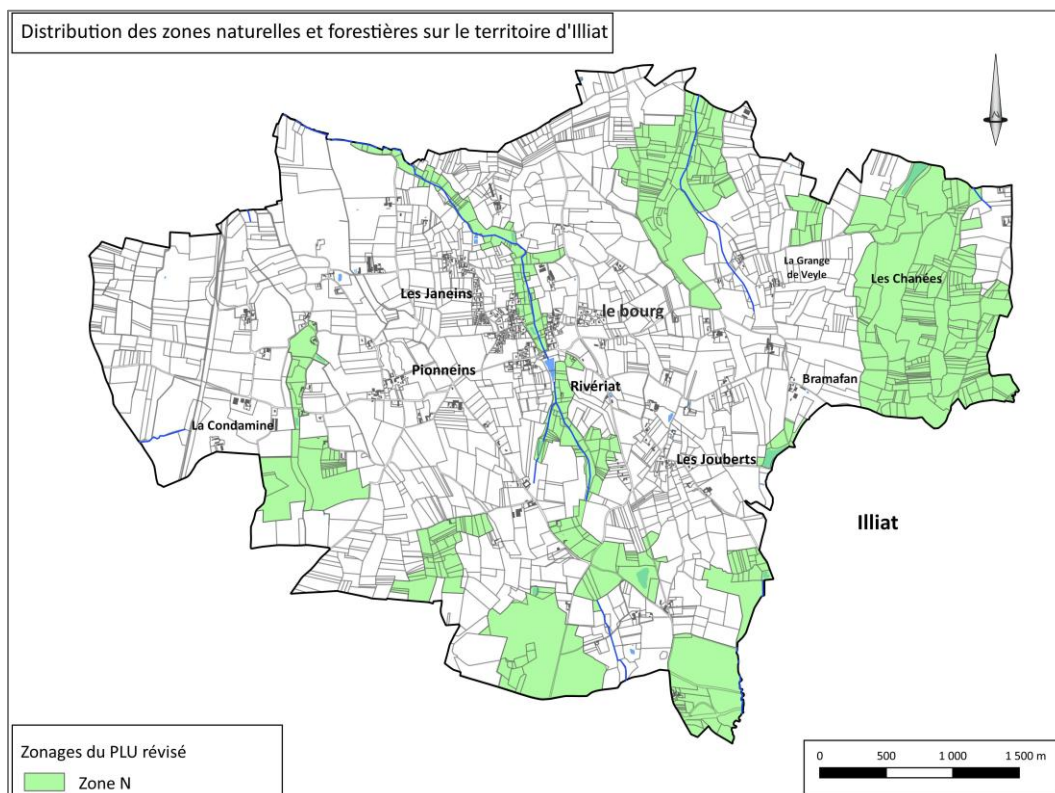 Distribution des zones naturelles et forestières sur le territoire d'Illiat
La Grange
de Veyle
Les Chanées
Les Janeins
le bourg
Pionneins
Rivériat
Bramafan
La Condamine
Les Jouberts
Illiat
Zonages du PLU révisé
Zone N
0 500 1 000 1 500 m